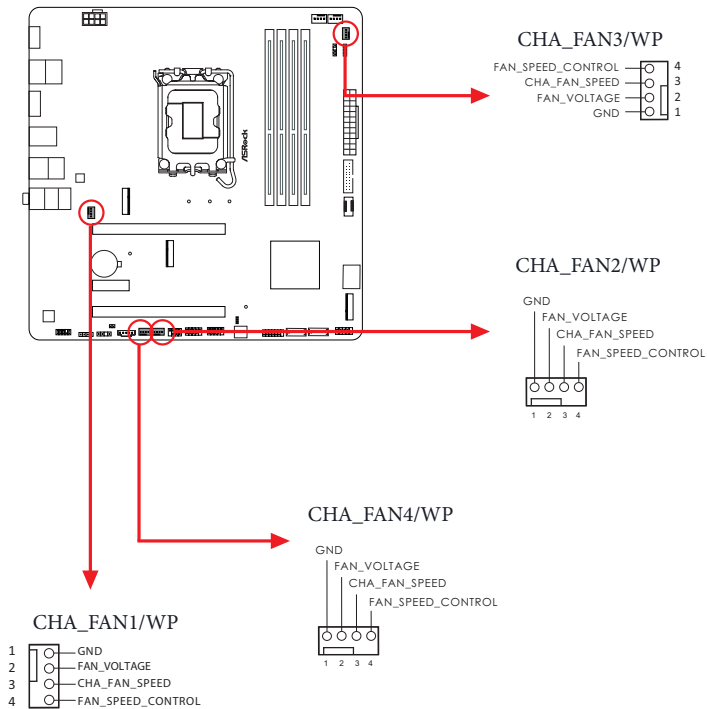 CHA_FAN3/WP
FAN_SPEED_CONTROL 4
CHA_FAN_SPEED 3
FAN_VOLTAGE 2
GND 1
ASRock
CHA_FAN2/WP
GND
FAN_VOLTAGE
CHA_FAN_SPEED
FAN_SPEED_CONTROL
1 2 3 4
CHA_FAN4/WP
GND
FAN_VOLTAGE
CHA_FAN_SPEED
FAN_SPEED_CONTROL
1 2 3 4
CHA_FAN1/WP
1 GND
2 FAN_VOLTAGE
3 CHA_FAN_SPEED
4 FAN_SPEED_CONTROL